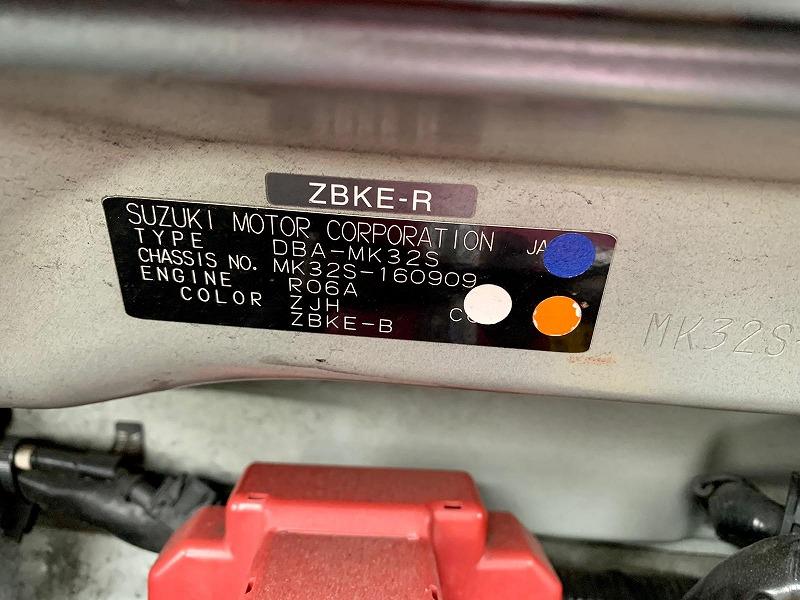 ZBKE-R
SUZUKI MOTOR CORPORATION
TYPE DBA-MK32S
CHASSIS NO. MK32S-160909
ENGINE R06A
COLOR ZJH
ZBKE-B
MK32S-